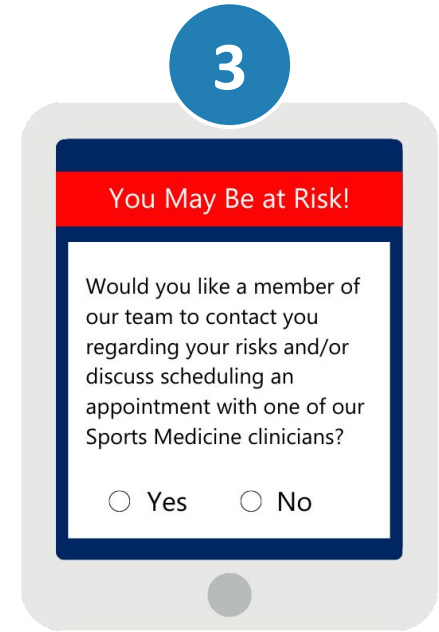 3
You May Be at Risk!
Would you like a member of
our team to contact you
regarding your risks and/or
discuss scheduling an
appointment with one of our
Sports Medicine clinicians?
Yes No